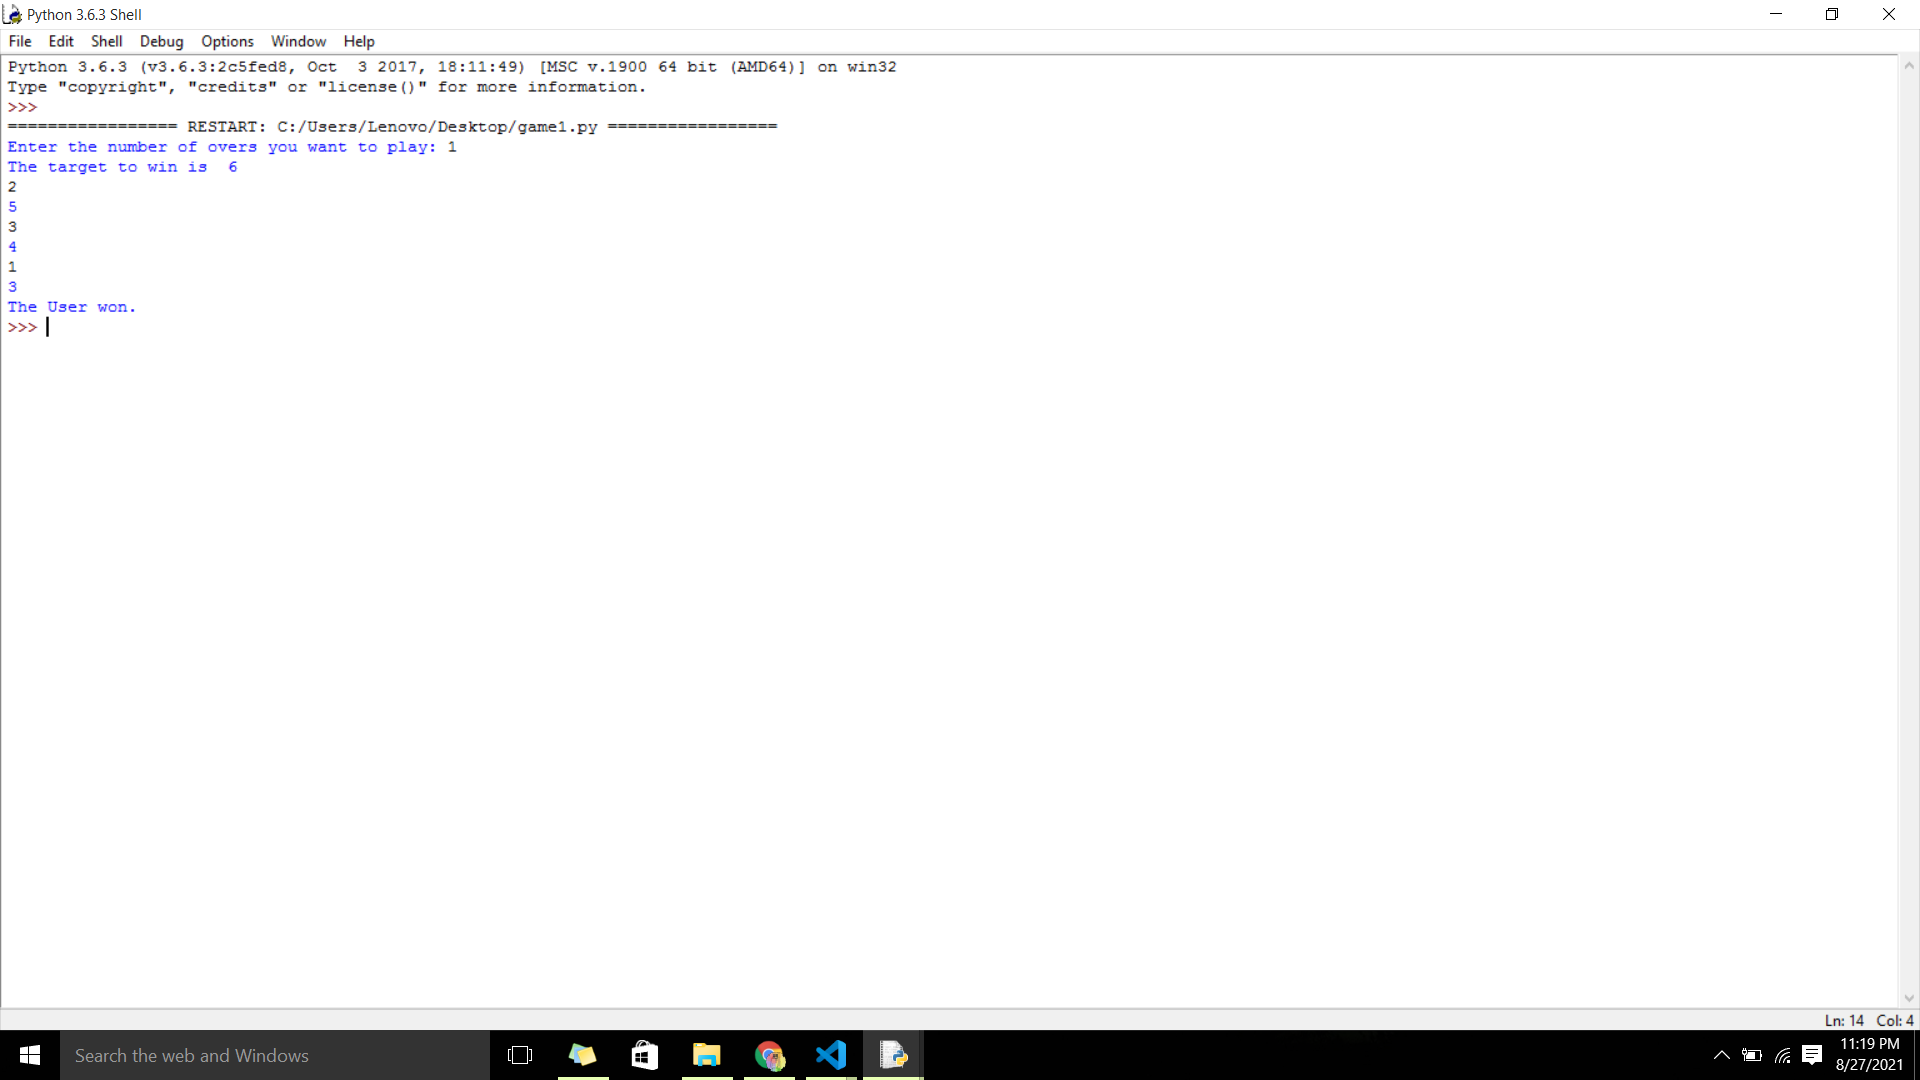 Python 3.6.3 Shell
File Edit Shell Debug Options Window Help
Python 3.6.3 (v3.6.3:2c5fed8, Oct  3 2017, 18:11:49) [MSC v.1900 64 bit (AMD64)] on win32
Type "copyright", "credits" or "license()" for more information.
>>>
================= RESTART: C:/Users/Lenovo/Desktop/game1.py =================
Enter the number of overs you want to play: 1
The target to win is  6
2
5
3
4
1
3
The User won.
>>>
Ln: 14 Col: 4
Search the web and Windows
11:19 PM
8/27/2021